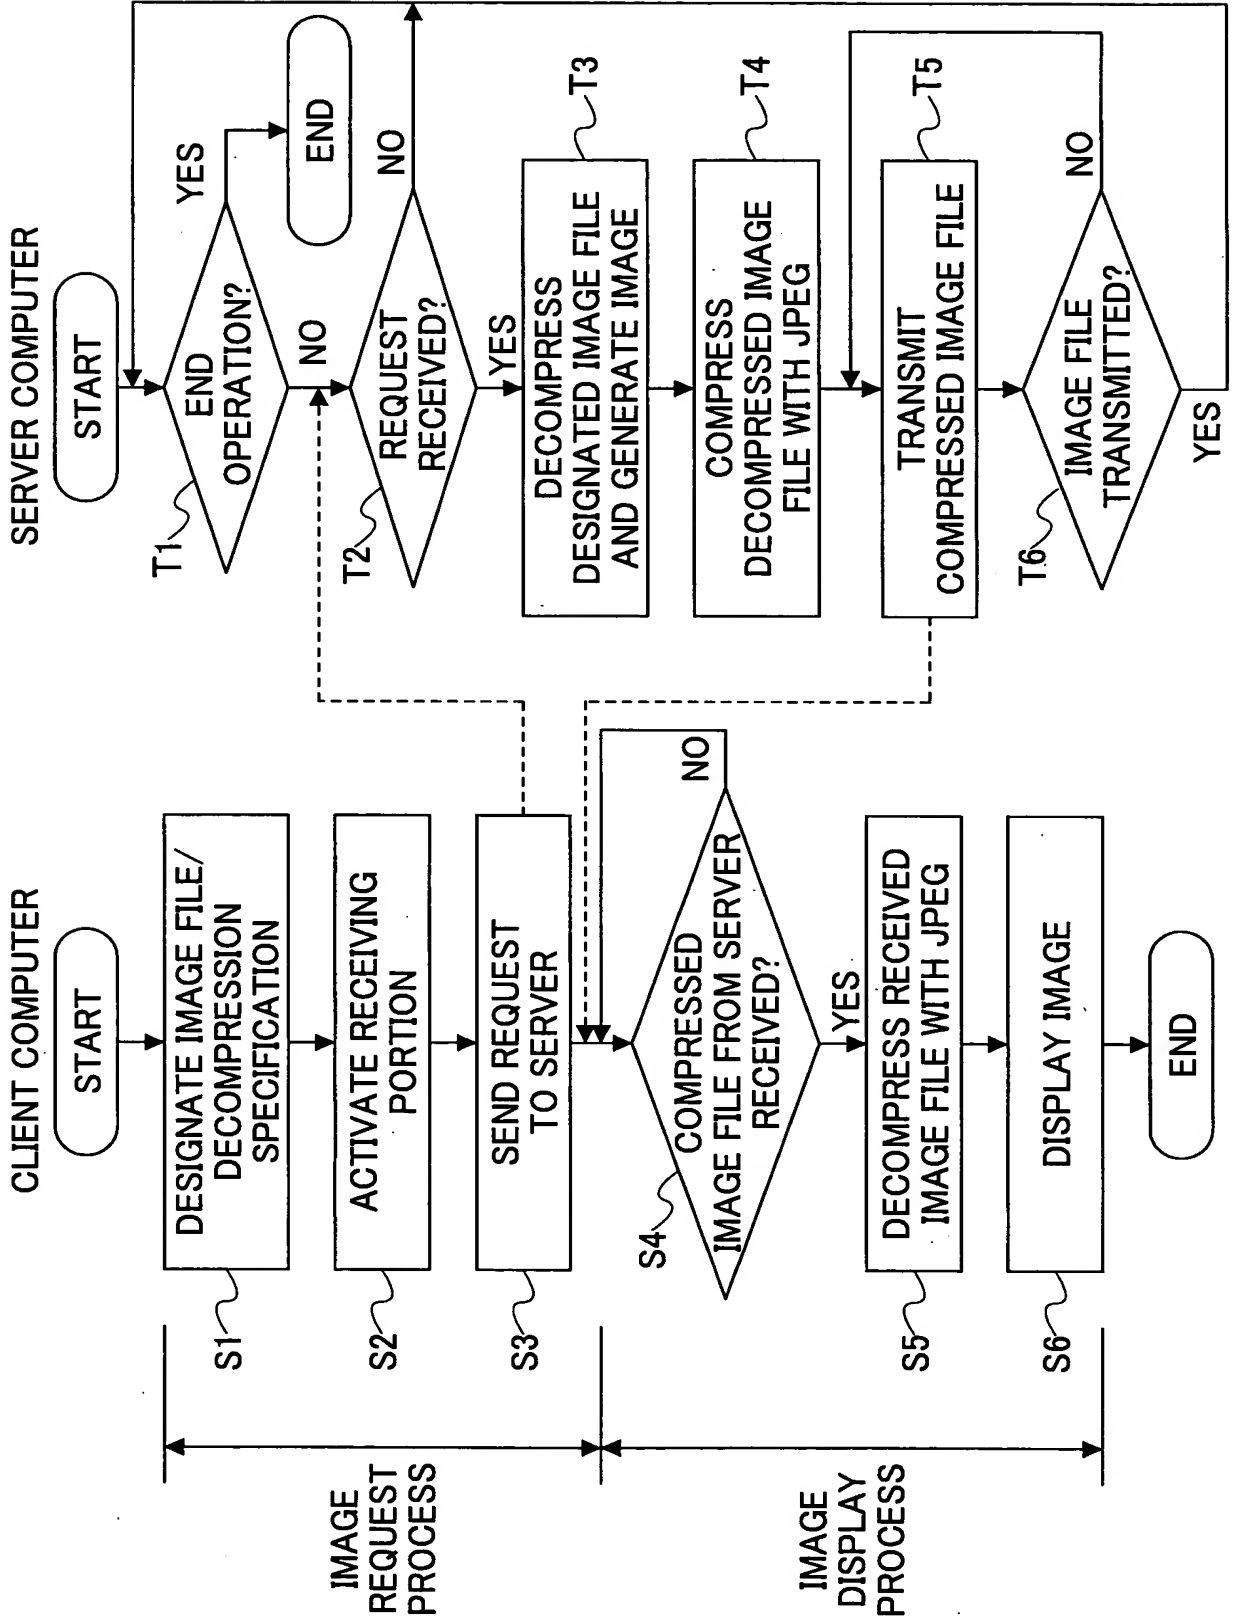 CLIENT COMPUTER
START
DESIGNATE IMAGE FILE/
DECOMPRESSION
SPECIFICATION
S1
ACTIVATE RECEIVING
PORTION
S2
SEND REQUEST
TO SERVER
S3
COMPRESSED
IMAGE FILE FROM SERVER
RECEIVED?
S4
NO
YES
DECOMPRESS RECEIVED
IMAGE FILE WITH JPEG
S5
DISPLAY IMAGE
S6
END
IMAGE
REQUEST
PROCESS
IMAGE
DISPLAY
PROCESS
SERVER COMPUTER
START
END
OPERATION?
T1
YES
END
NO
REQUEST
RECEIVED?
T2
NO
YES
DECOMPRESS
DESIGNATED IMAGE FILE
AND GENERATE IMAGE
T3
COMPRESS
DECOMPRESSED IMAGE
FILE WITH JPEG
T4
TRANSMIT
COMPRESSED IMAGE FILE
T5
IMAGE FILE
TRANSMITTED?
T6
NO
YES